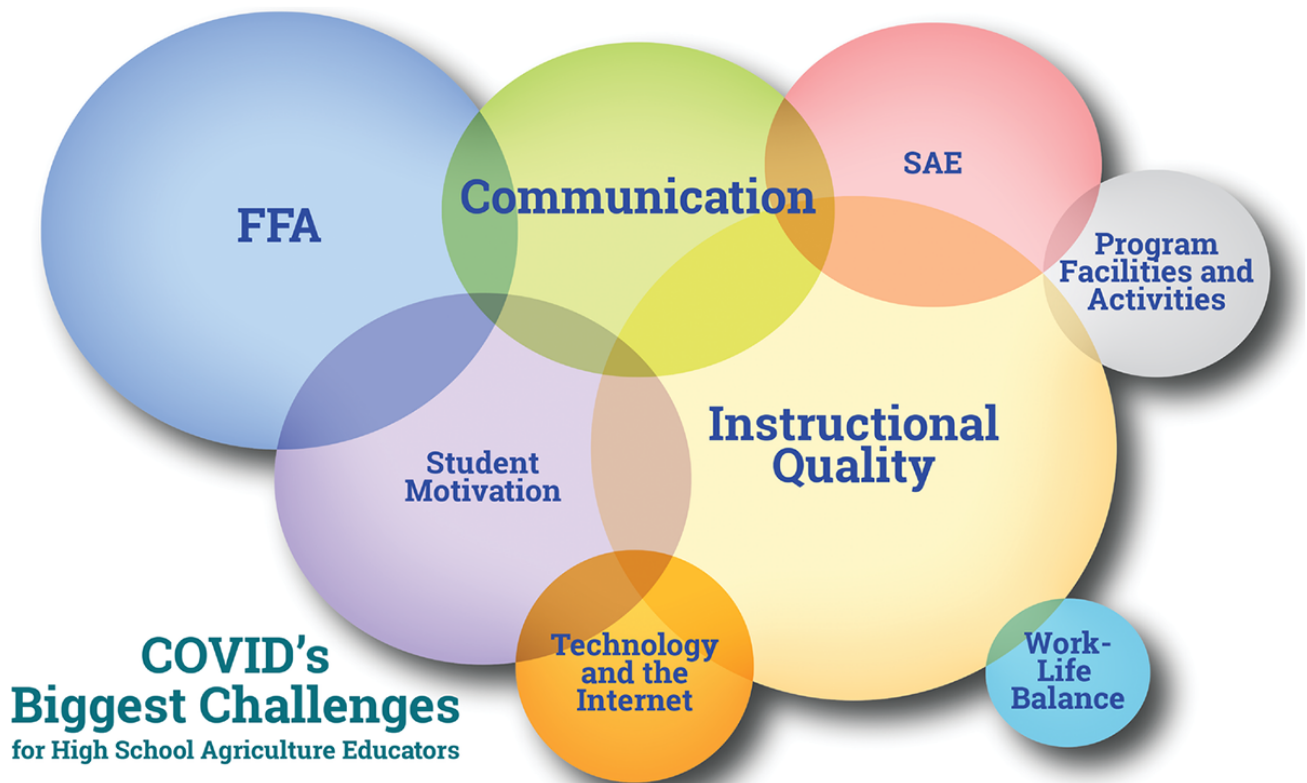 FFA
Communication
SAE
Program
Facilities and
Activities
Student
Motivation
Instructional
Quality
Technology
and the
Internet
Work-
Life
Balance
COVID's
Biggest Challenges
for High School Agriculture Educators